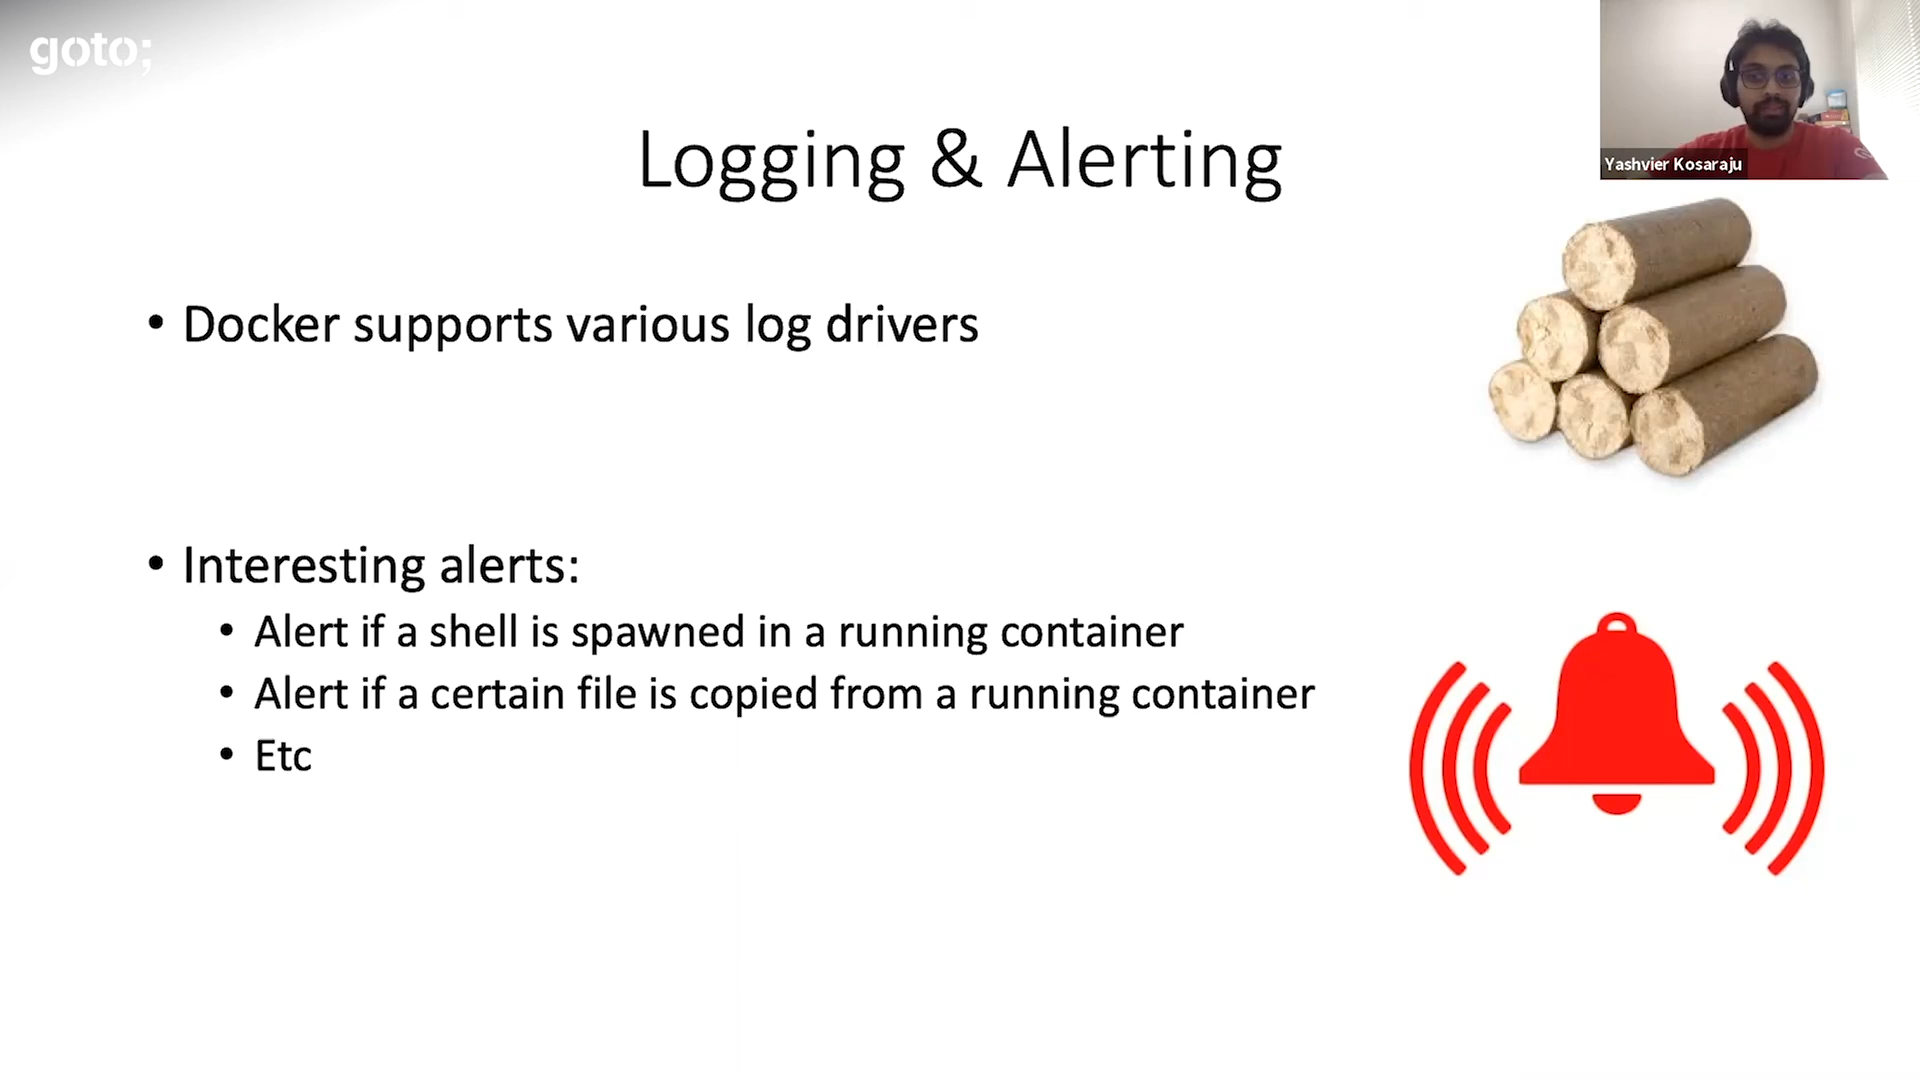 goto;
Yashvier Kosaraju
Logging & Alerting
• Docker supports various log drivers
• Interesting alerts:
• Alert if a shell is spawned in a running container
• Alert if a certain file is copied from a running container
• Etc